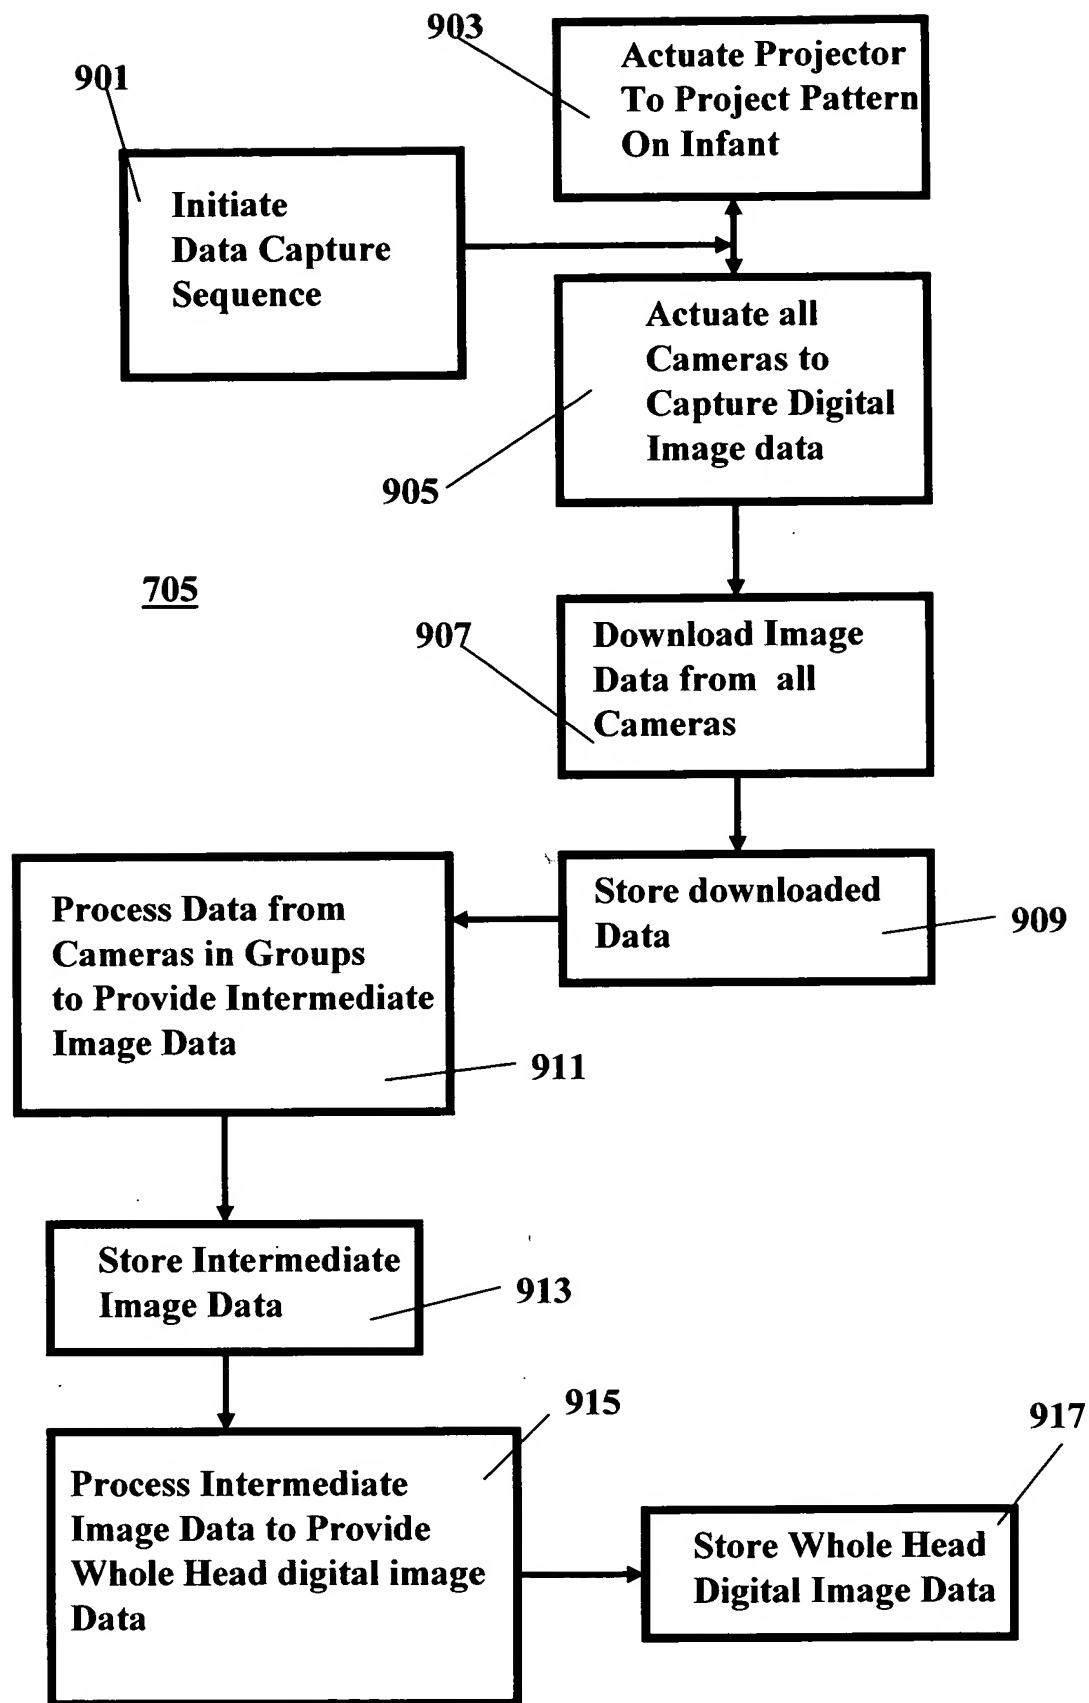 903
Actuate Projector
To Project Pattern
On Infant
901
Initiate
Data Capture
Sequence
Actuate all
Cameras to
Capture Digital
Image data
905
705
907
Download Image
Data from all
Cameras
Store downloaded
Data
909
Process Data from
Cameras in Groups
to Provide Intermediate
Image Data
911
Store Intermediate
Image Data
913
915
Process Intermediate
Image Data to Provide
Whole Head digital image
Data
917
Store Whole Head
Digital Image Data